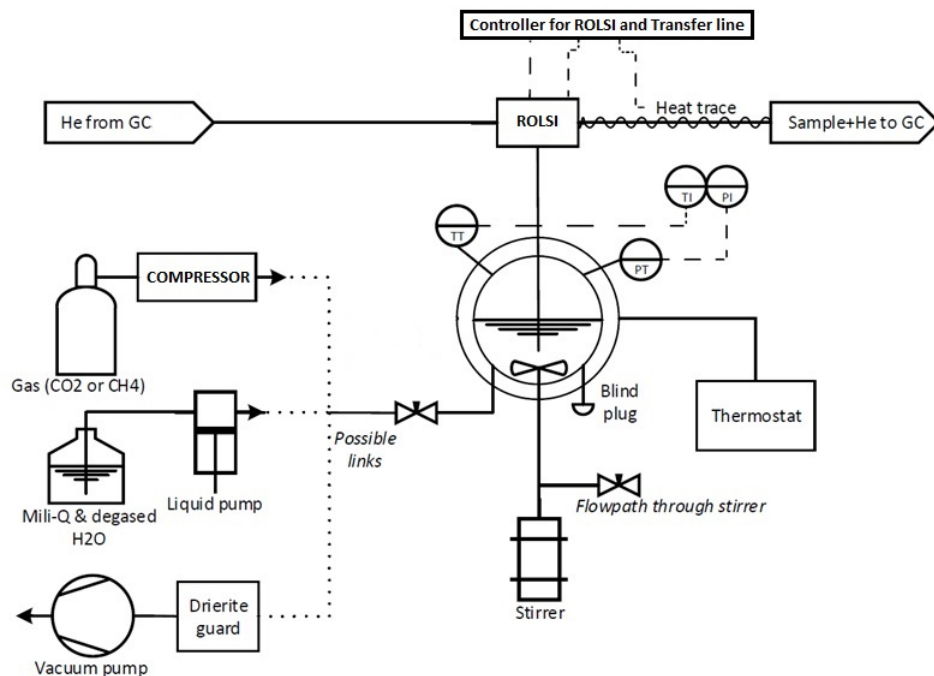 Controller for ROLSI and Transfer line
He from GC
ROLSI
Heat trace
Sample+He to GC
TI
PI
TT
PT
COMPRESSOR
Gas (CO2 or CH4)
Blind
plug
Thermostat
Possible
links
Liquid pump
Mili-Q & degased
H2O
Flowpath through stirrer
Drierite
guard
Stirrer
Vacuum pump